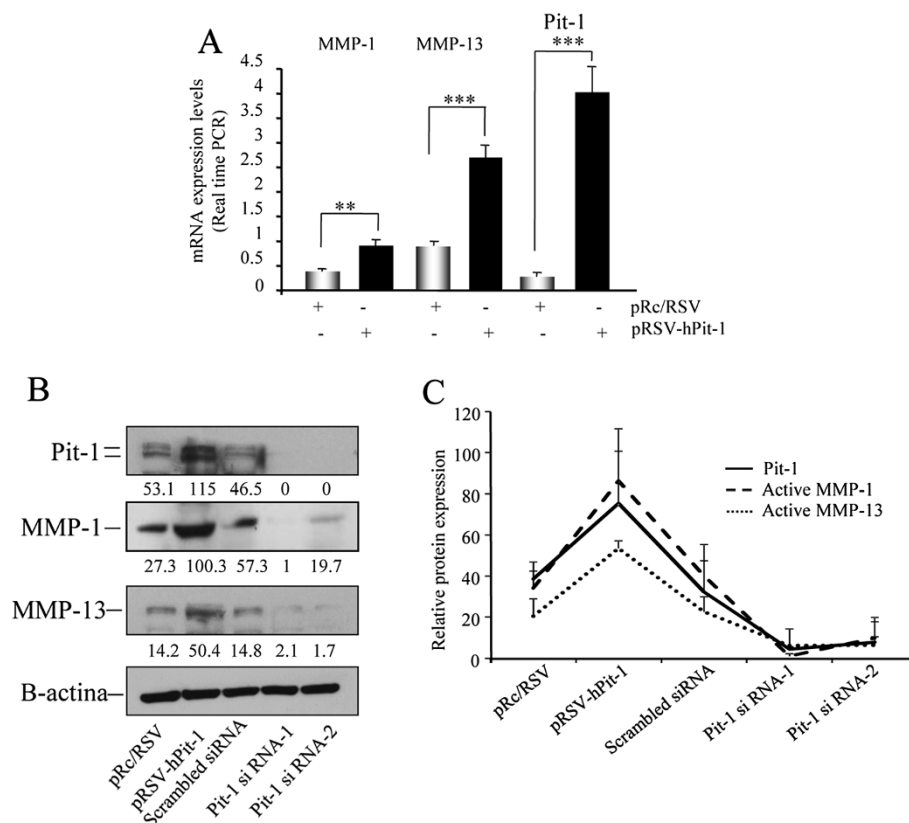 A
MMP-1 MMP-13 Pit-1
** *** ***
mRNA expression levels
(Real time PCR)
4.5
4
3.5
2.5
2
1.5
1
0.5
0
+ - + - + - pRc/RSV
- + - + - + pRSV-hPit-1
B
Pit-1
53.1 115 46.5 0 0
MMP-1
27.3 100.3 57.3 1 19.7
MMP-13
14.2 50.4 14.8 2.1 1.7
B-actina
pRc/RSV
pRSV-hPit-1
Scrambled siRNA
Pit-1 si RNA-1
Pit-1 si RNA-2
C
Relative protein expression
120
100
80
60
40
20
0
Pit-1
Active MMP-1
Active MMP-13
pRc/RSV
pRSV-hPit-1
Scrambled siRNA
Pit-1 si RNA-1
Pit-1 si RNA-2